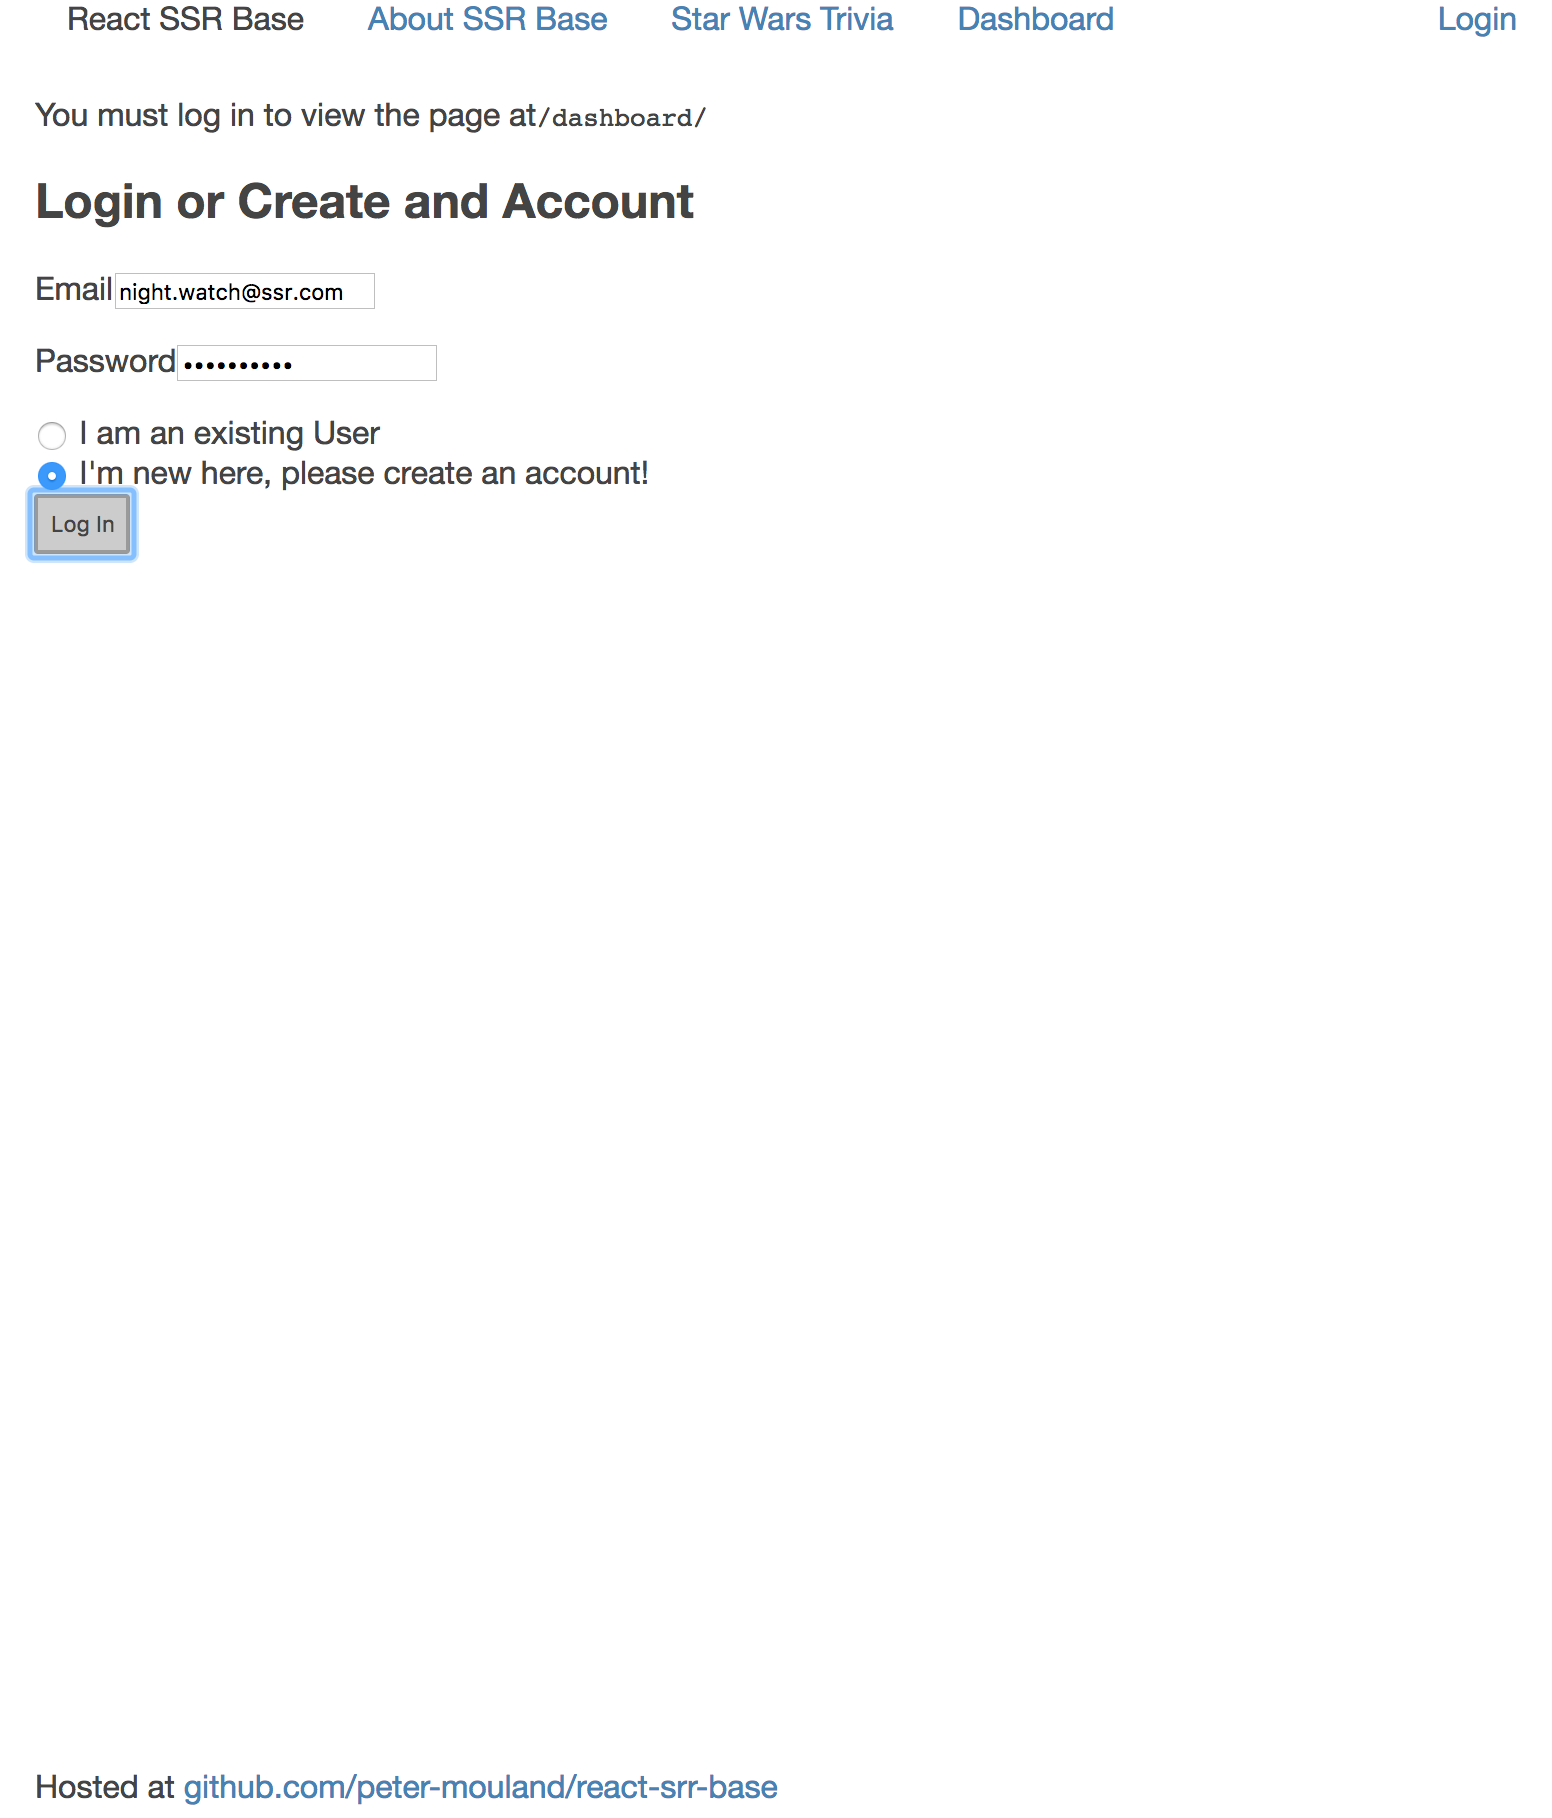 React SSR Base About SSR Base Star Wars Trivia Dashboard Login
You must log in to view the page at/dashboard/
Login or Create and Account
Email night.watch@ssr.com
Password ••••••••••
I am an existing User
I'm new here, please create an account!
Log In
Hosted at github.com/peter-mouland/react-srr-base